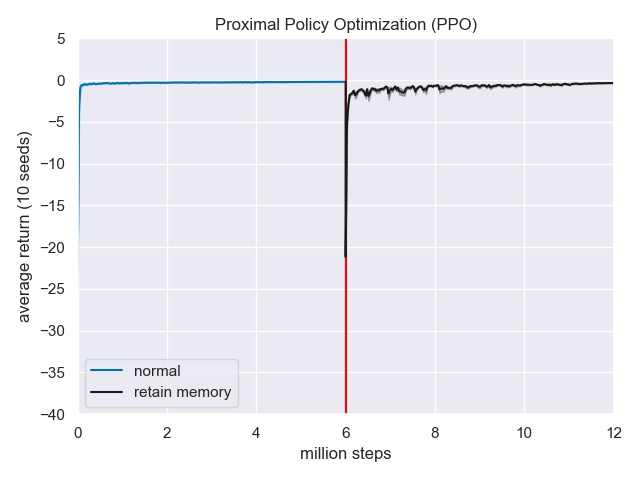 Proximal Policy Optimization (PPO)
average return (10 seeds)
5
0
−5
−10
−15
−20
−25
−30
−35
−40
normal
retain memory
0 2 4 6 8 10 12
million steps